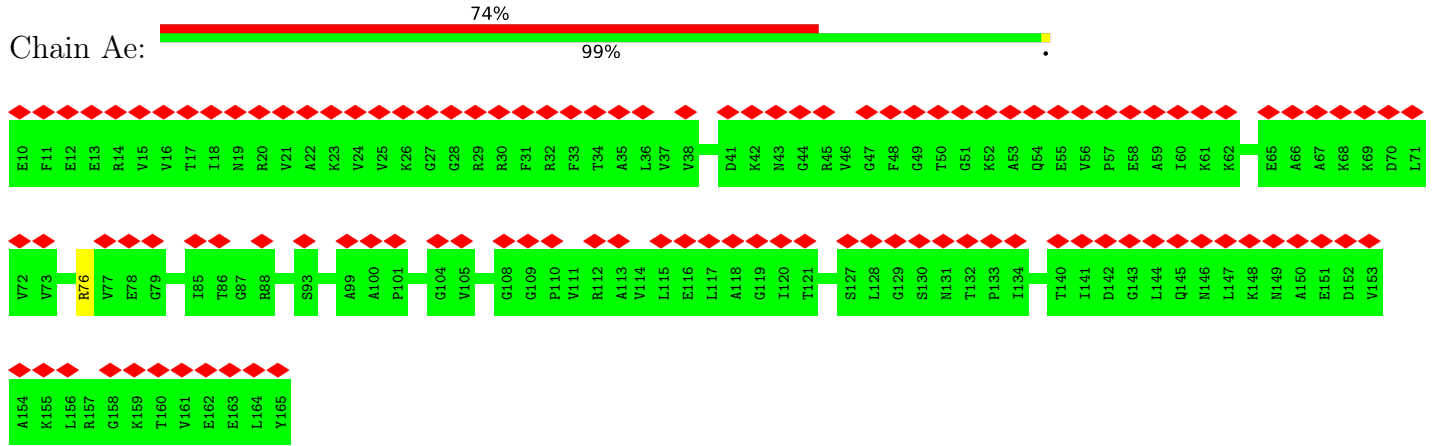 74%
Chain Ae:
99%
.
E10 F11 E12 E13 R14 V15 V16 T17 I18 N19 R20 V21 A22 K23 V24 V25 K26 G27 G28 R29 R30 F31 R32 F33 T34 A35 L36 V37 V38 D41 K42 N43 G44 R45 V46 G47 F48 G49 T50 G51 K52 A53 Q54 E55 V56 P57 E58 A59 I60 K61 K62 E65 A66 A67 K68 K69 D70 L71
V72 V73 R76 V77 E78 G79 I85 T86 G87 R88 S93 A99 A100 P101 G104 V105 G108 G109 P110 V111 R112 A113 V114 L115 E116 L117 A118 G119 I120 T121 S127 L128 G129 S130 N131 T132 P133 I134 T140 I141 D142 G143 L144 Q145 N146 L147 K148 N149 A150 E151 D152 V153
A154 K155 L156 R157 G158 K159 T160 V161 E162 E163 L164 Y165